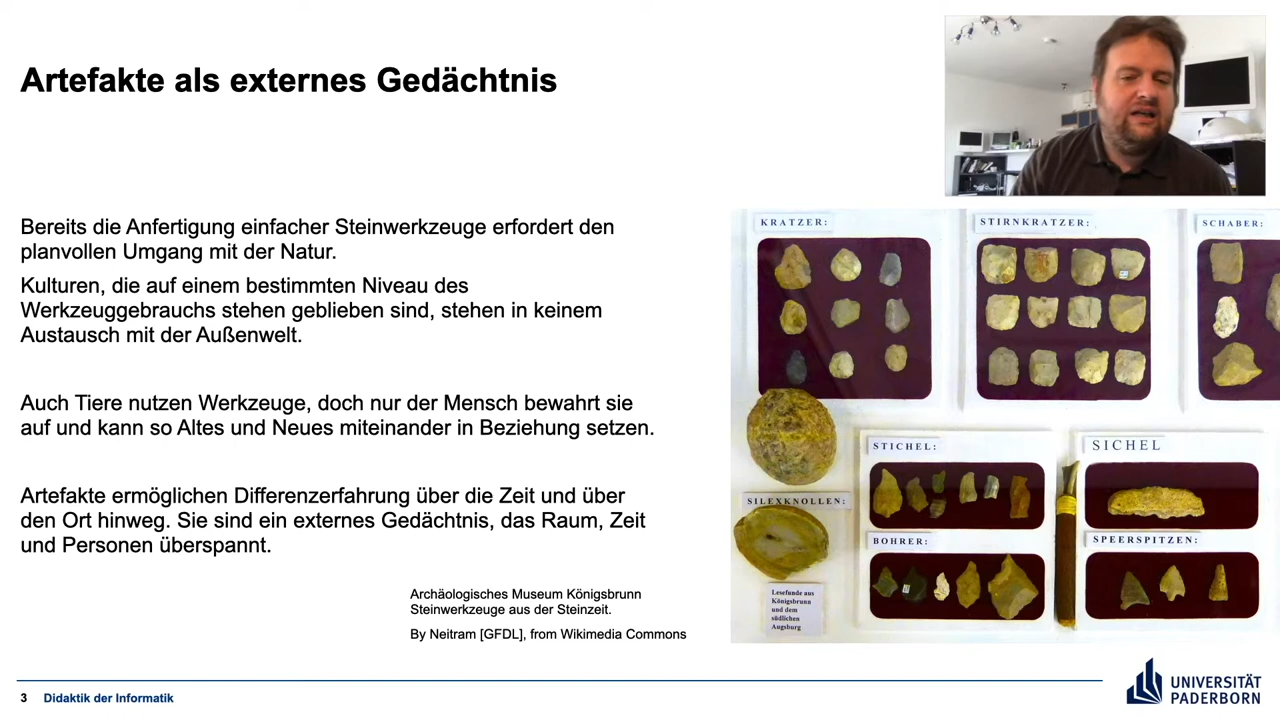 Artefakte als externes Gedächtnis
Bereits die Anfertigung einfacher Steinwerkzeuge erfordert den
planvollen Umgang mit der Natur.
Kulturen, die auf einem bestimmten Niveau des
Werkzeuggebrauchs stehen geblieben sind, stehen in keinem
Austausch mit der Außenwelt.
Auch Tiere nutzen Werkzeuge, doch nur der Mensch bewahrt sie
auf und kann so Altes und Neues miteinander in Beziehung setzen.
Artefakte ermöglichen Differenzerfahrung über die Zeit und über
den Ort hinweg. Sie sind ein externes Gedächtnis, das Raum, Zeit
und Personen überspannt.
Archäologisches Museum Königsbrunn
Steinwerkzeuge aus der Steinzeit.
By Neitram [GFDL], from Wikimedia Commons
KRATZER:
STIRNKRATZER:
SCHABER:
STICHEL:
SICHEL
SILEXKNOLLEN:
BOHRER:
SPEERSPITZEN:
Lesefunde aus
Königsbrunn
und dem
südlichen
Augsburg
3 Didaktik der Informatik
UNIVERSITÄT
PADERBORN